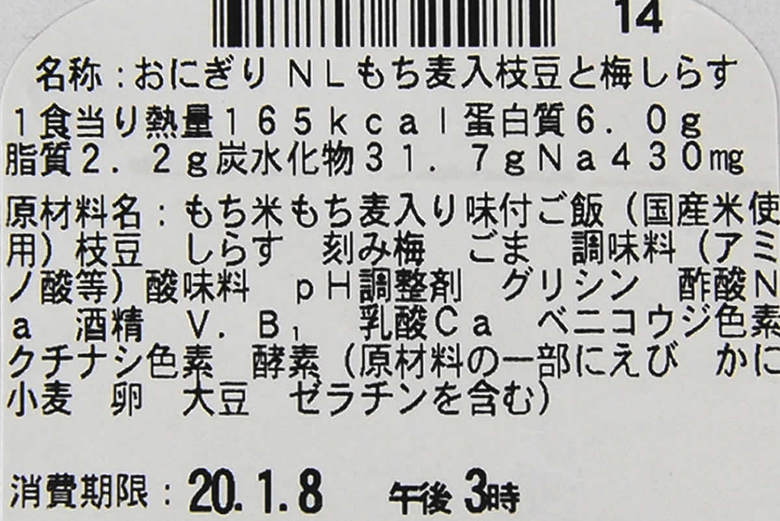 14
名称:おにぎり NLもち麦入枝豆と梅しらす
1食当り熱量165kcal蛋白質6.0g
脂質2.2g炭水化物31.7gNa430mg
原材料名:もち米もち麦入り味付ご飯(国産米使
用)枝豆 しらす 刻み梅 ごま 調味料(アミ
ノ酸等)酸味料 pH調整剤 グリシン 酢酸N
a 酒精 V.B₁ 乳酸Ca ベニコウジ色素
クチナシ色素 酵素(原材料の一部にえび かに
小麦 卵 大豆 ゼラチンを含む)
消費期限:20.1.8 午後3時